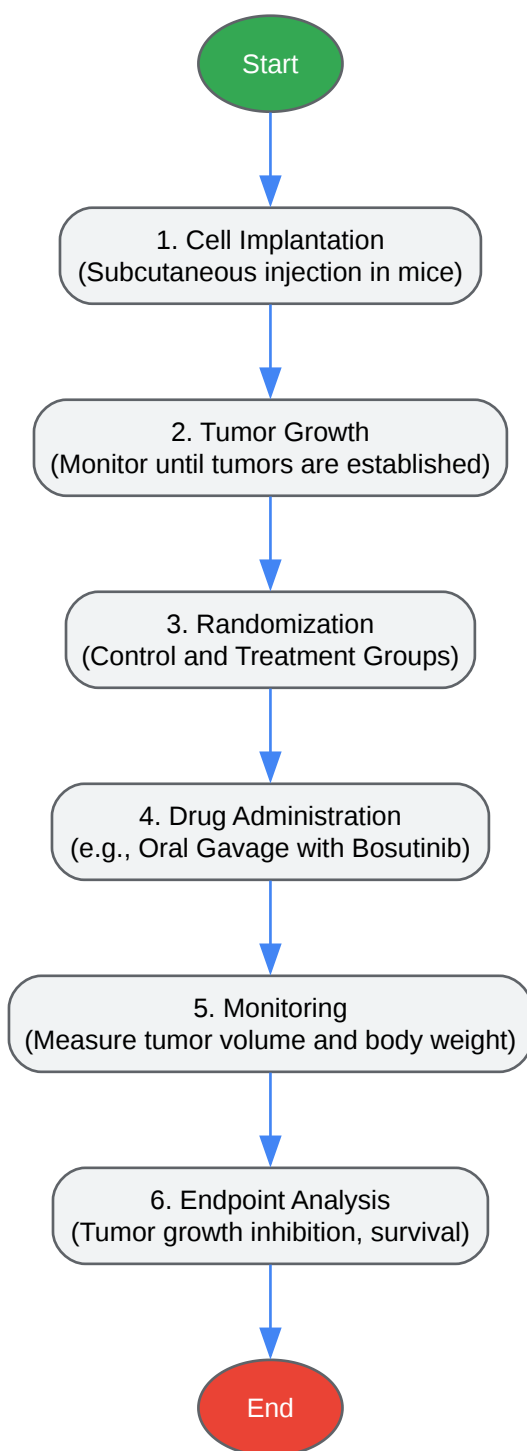 Start
1. Cell Implantation
(Subcutaneous injection in mice)
2. Tumor Growth
(Monitor until tumors are established)
3. Randomization
(Control and Treatment Groups)
4. Drug Administration
(e.g., Oral Gavage with Bosutinib)
5. Monitoring
(Measure tumor volume and body weight)
6. Endpoint Analysis
(Tumor growth inhibition, survival)
End